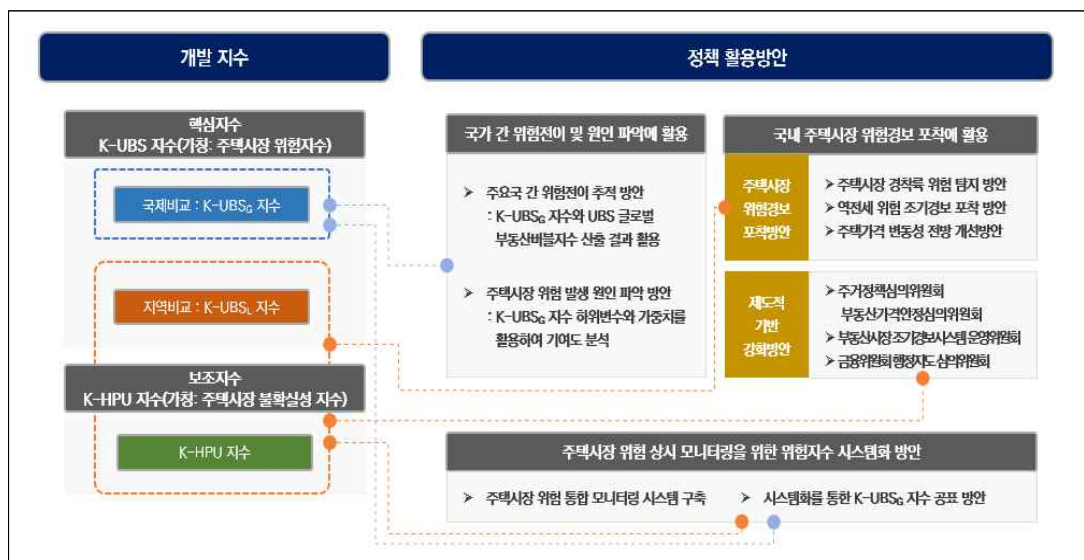 개발 지수
정책 활용방안
핵심지수
K-UBS 지수(가칭: 주택시장 위험지수)
국제비교 : K-UBSG 지수
지역비교 : K-UBSL 지수
보조지수
K-HPU 지수(가칭: 주택시장 불확실성 지수)
K-HPU 지수
국가 간 위험전이 및 원인 파악에 활용
➤ 주요국 간 위험전이 추적 방안
: K-UBSG 지수와 UBS 글로벌
부동산버블지수 산출 결과 활용
➤ 주택시장 위험 발생 원인 파악 방안
: K-UBSG 지수 하위변수와 가중치를
활용하여 기여도 분석
국내 주택시장 위험경보 포착에 활용
주택시장
위험경보
포착방안
➤ 주택시장 경착륙 위험 탐지 방안
➤ 역전세 위험 조기경보 포착 방안
➤ 주택가격 변동성 전망 개선방안
제도적
기반
강화방안
➤ 주거정책심의위원회
부동산가격안정심의위원회
➤ 부동산시장조기경보시스템 운영위원회
➤ 금융위원회 행정지도 심의위원회
주택시장 위험 상시 모니터링을 위한 위험지수 시스템화 방안
➤ 주택시장 위험 통합 모니터링 시스템 구축
➤ 시스템화를 통한 K-UBSG 지수 공표 방안